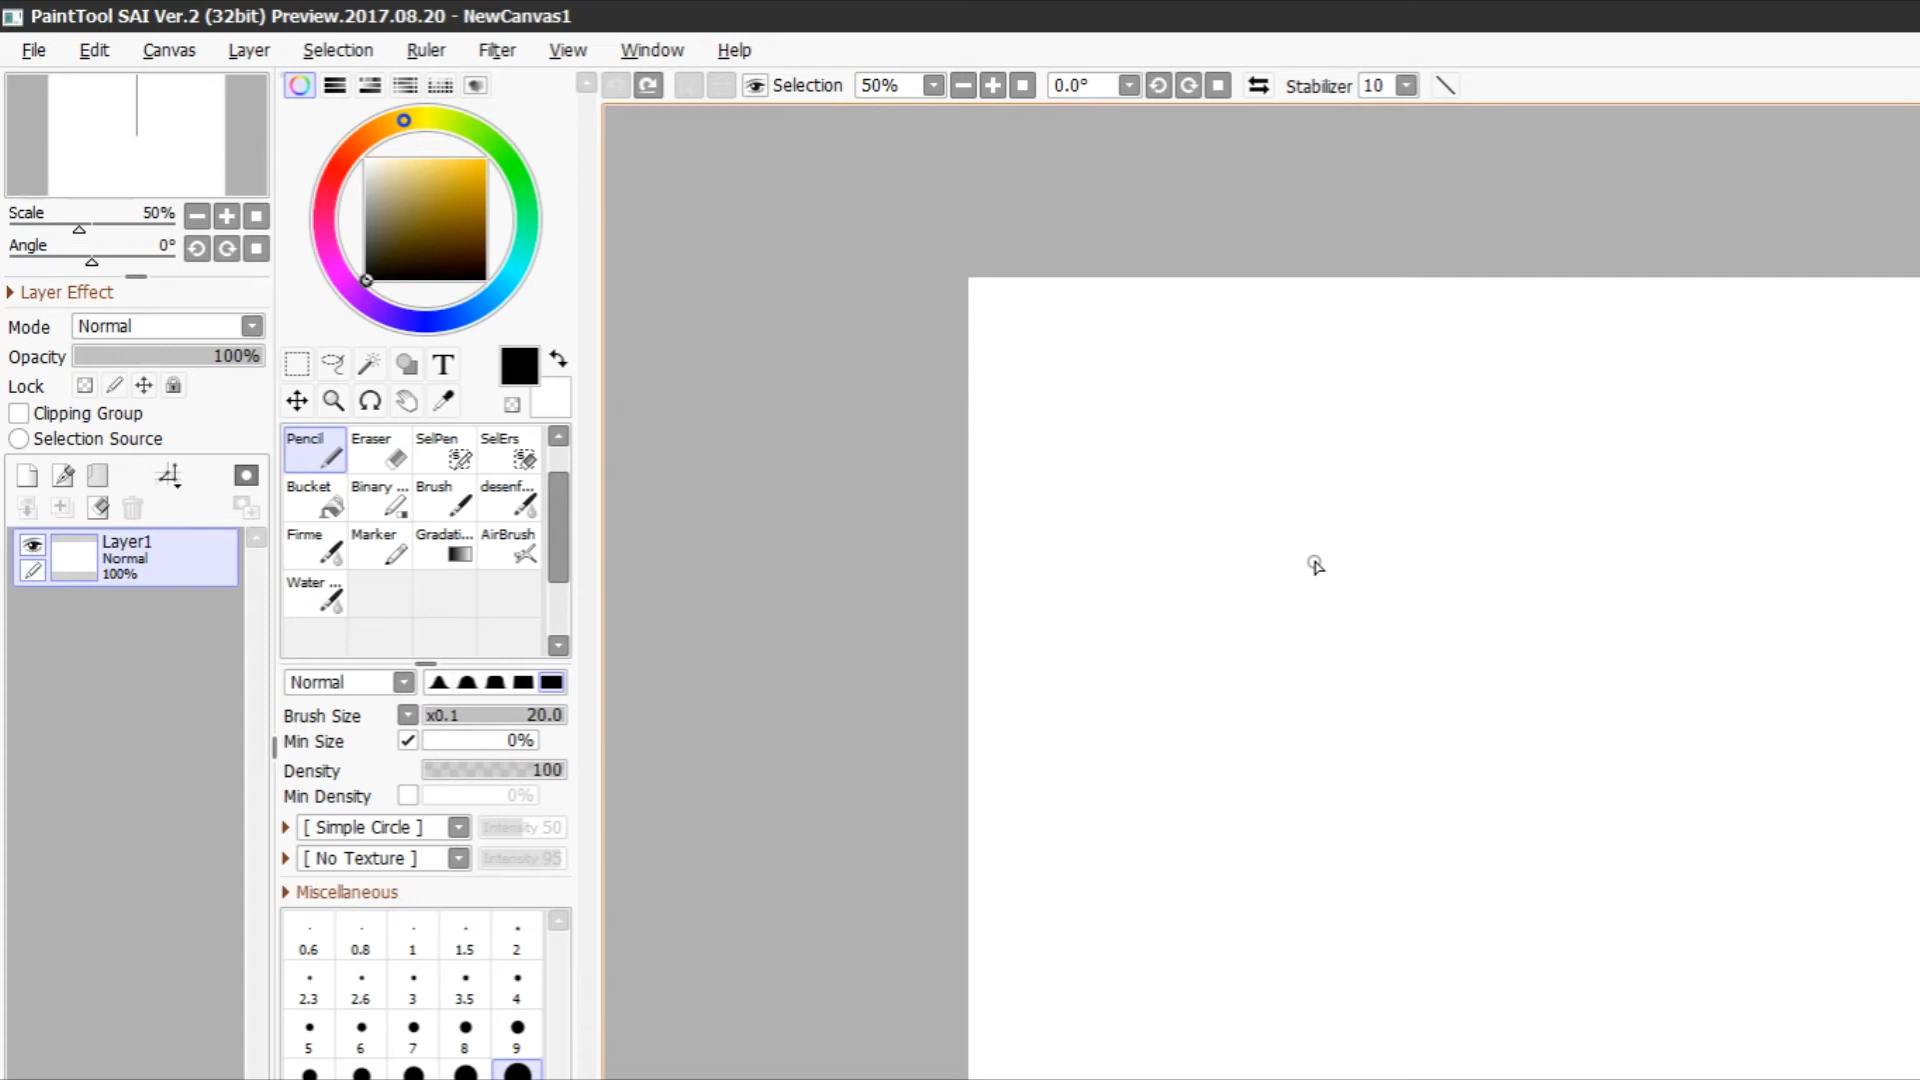 PaintTool SAI Ver.2 (32bit) Preview.2017.08.20 - NewCanvas1
File Edit Canvas Layer Selection Ruler Filter View Window Help
Selection 50% 0.0° Stabilizer 10
Scale 50%
Angle 0°
Layer Effect
Mode Normal
Opacity 100%
Lock
Clipping Group
Selection Source
Layer1
Normal
100%
T
Pencil Eraser SelPen SelErs
Bucket Binary ... Brush desenf...
Firme Marker Gradati... AirBrush
Water ...
Normal
Brush Size x0.1 20.0
Min Size 0%
Density 100
Min Density 0%
[ Simple Circle ] Intensity 50
[ No Texture ] Intensity 95
Miscellaneous
0.6 0.8 1 1.5 2
2.3 2.6 3 3.5 4
5 6 7 8 9